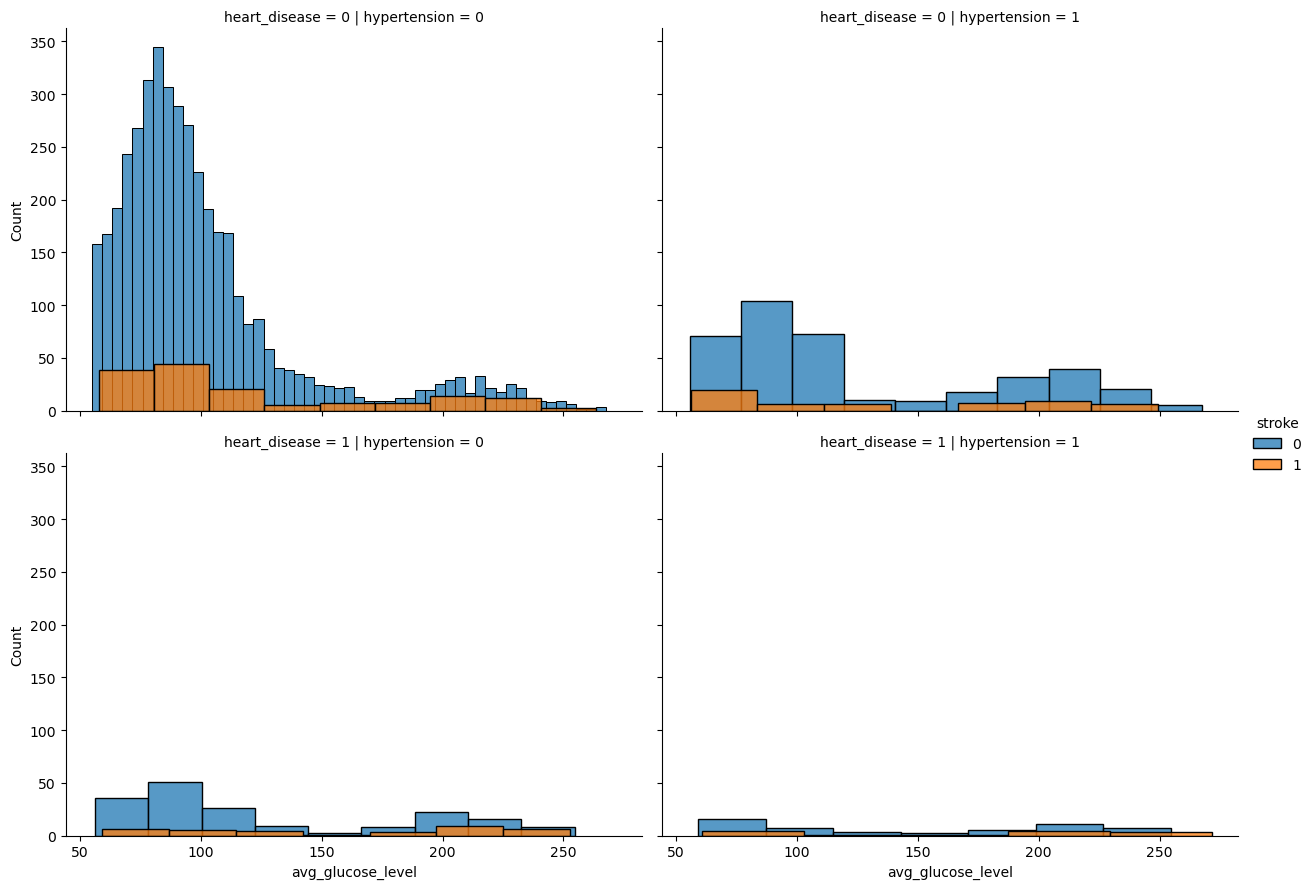 heart_disease = 0 | hypertension = 0
heart_disease = 0 | hypertension = 1
350
300
250
200
150
100
50
0
Count
heart_disease = 1 | hypertension = 0
heart_disease = 1 | hypertension = 1
stroke
0
1
350
300
250
200
150
100
50
0
Count
50 100 150 200 250
50 100 150 200 250
avg_glucose_level
avg_glucose_level